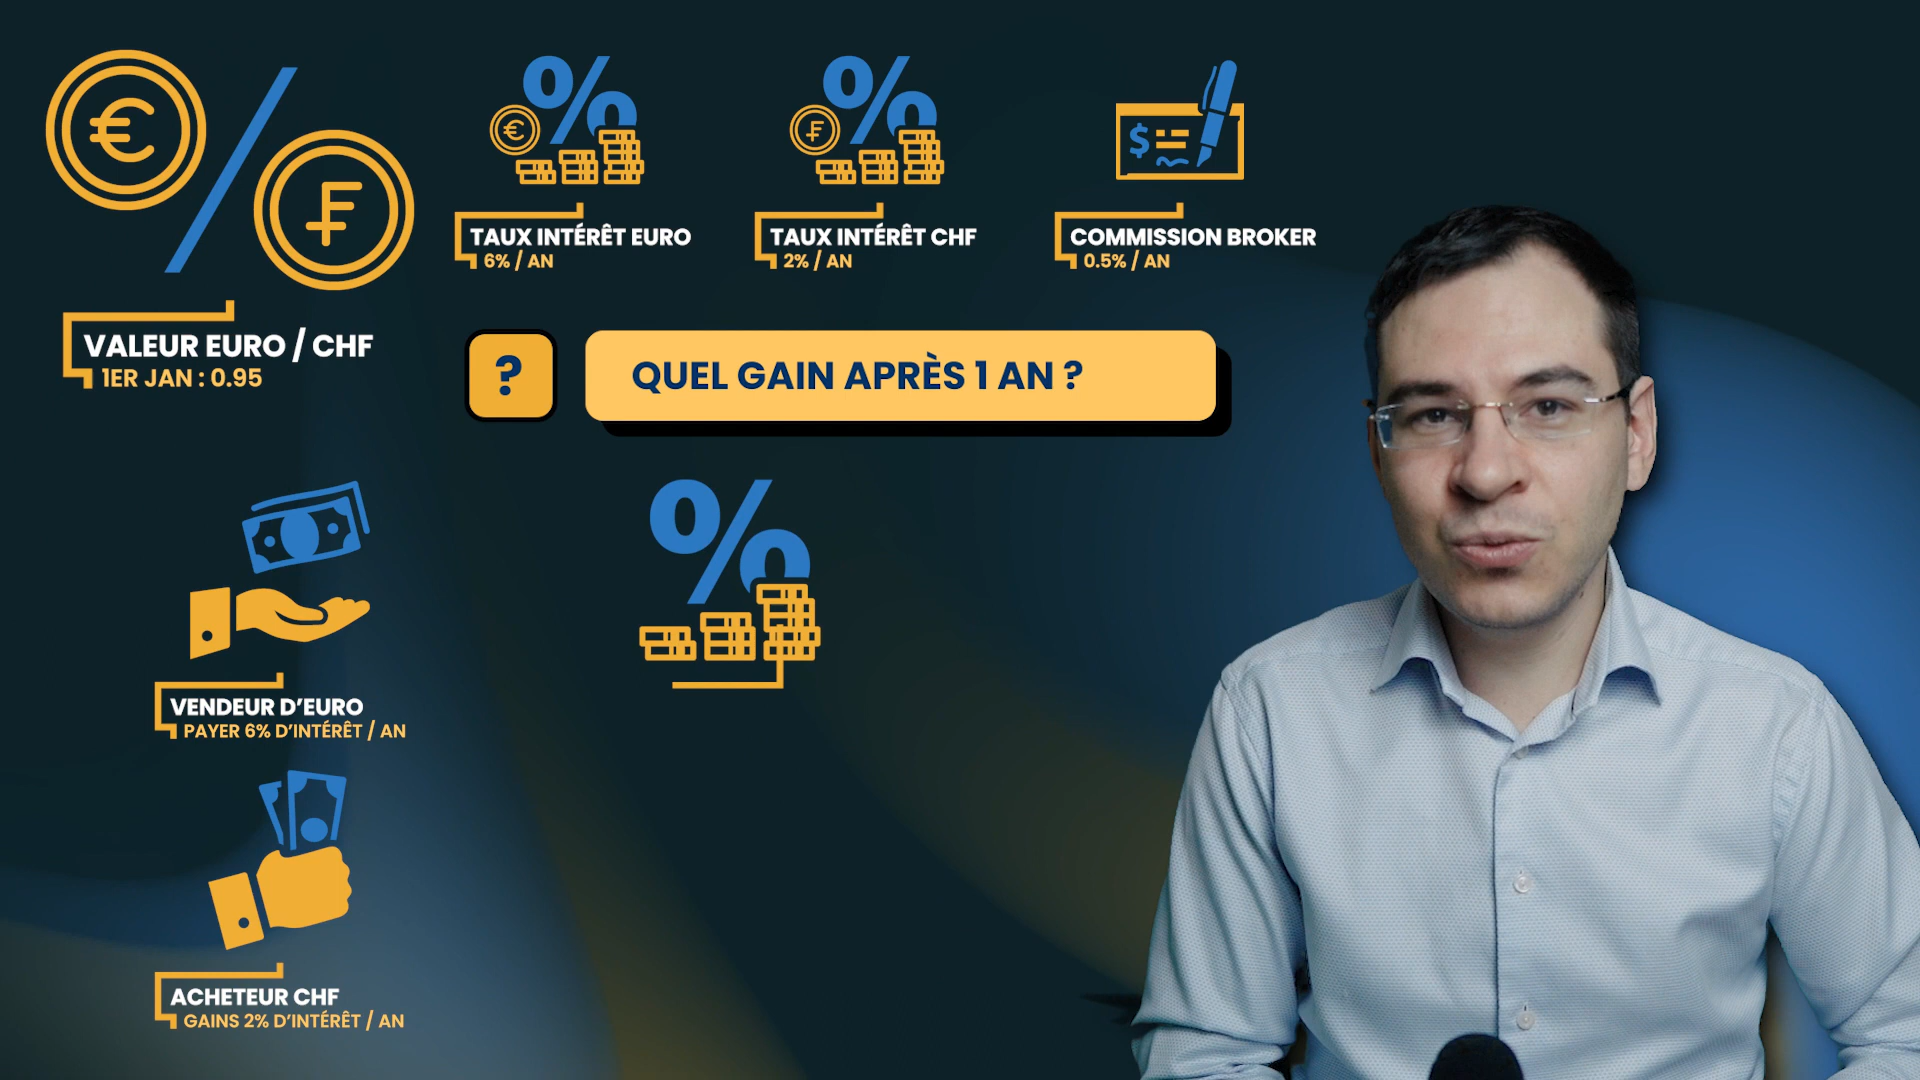 VALEUR EURO / CHF
1ER JAN : 0.95
TAUX INTÉRÊT EURO
6% / AN
TAUX INTÉRÊT CHF
2% / AN
COMMISSION BROKER
0.5% / AN
?
QUEL GAIN APRÈS 1 AN ?
VENDEUR D'EURO
PAYER 6% D'INTÉRÊT / AN
ACHETEUR CHF
GAINS 2% D'INTÉRÊT / AN